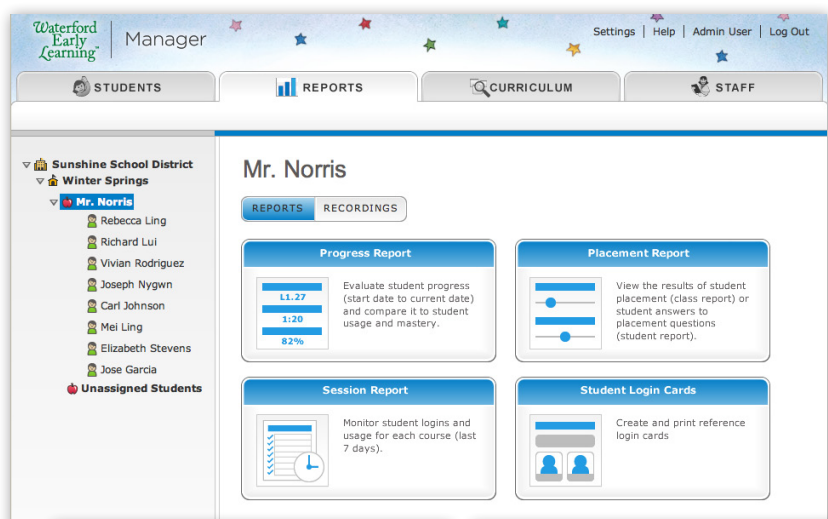 Waterford
Early
Learning™
Manager
Settings | Help | Admin User | Log Out
STUDENTS
REPORTS
CURRICULUM
STAFF
Sunshine School District
Winter Springs
Mr. Norris
Rebecca Ling
Richard Lui
Vivian Rodriguez
Joseph Nygwn
Carl Johnson
Mei Ling
Elizabeth Stevens
Jose Garcia
Unassigned Students
Mr. Norris
REPORTS RECORDINGS
Progress Report
L1.27
1:20
82%
Evaluate student progress
(start date to current date)
and compare it to student
usage and mastery.
Placement Report
View the results of student
placement (class report) or
student answers to
placement questions
(student report).
Session Report
Monitor student logins and
usage for each course (last
7 days).
Student Login Cards
Create and print reference
login cards